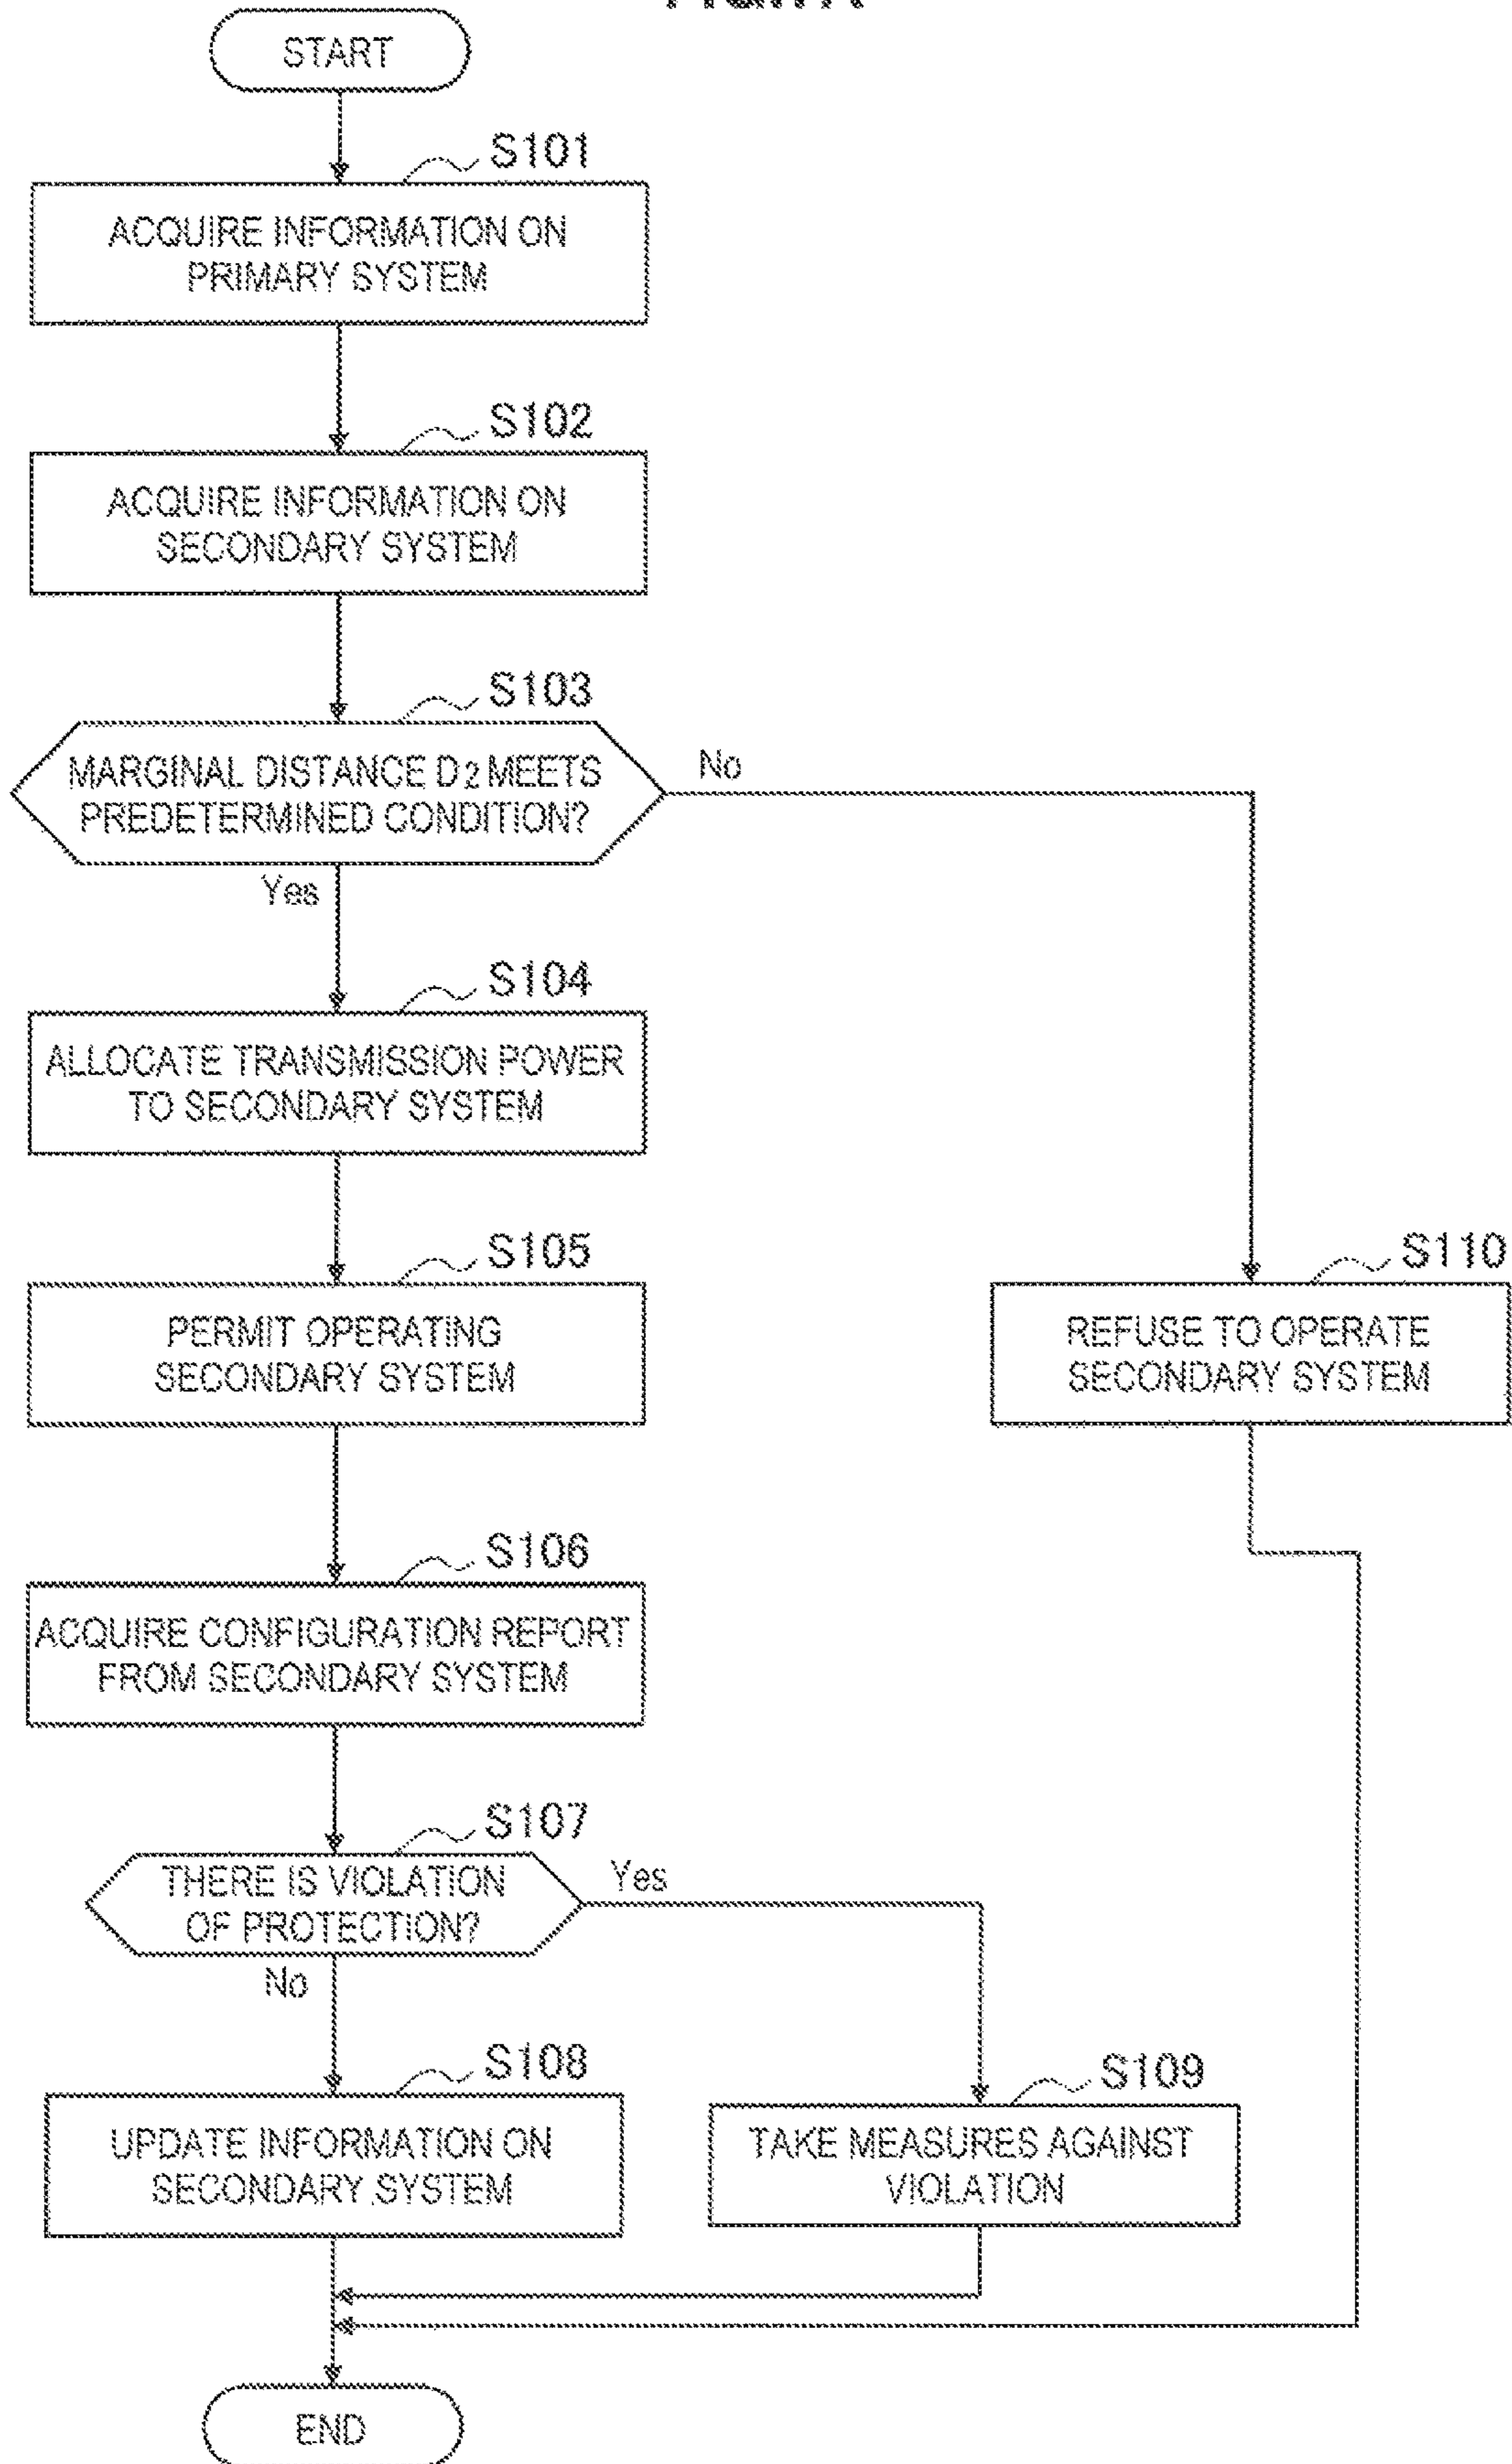 START
S101
ACQUIRE INFORMATION ON
PRIMARY SYSTEM
S102
ACQUIRE INFORMATION ON
SECONDARY SYSTEM
S103
MARGINAL DISTANCE D2 MEETS
PREDETERMINED CONDITION?
No
Yes
S104
ALLOCATE TRANSMISSION POWER
TO SECONDARY SYSTEM
S105
PERMIT OPERATING
SECONDARY SYSTEM
S110
REFUSE TO OPERATE
SECONDARY SYSTEM
S106
ACQUIRE CONFIGURATION REPORT
FROM SECONDARY SYSTEM
S107
THERE IS VIOLATION
OF PROTECTION?
Yes
No
S108
UPDATE INFORMATION ON
SECONDARY SYSTEM
S109
TAKE MEASURES AGAINST
VIOLATION
END